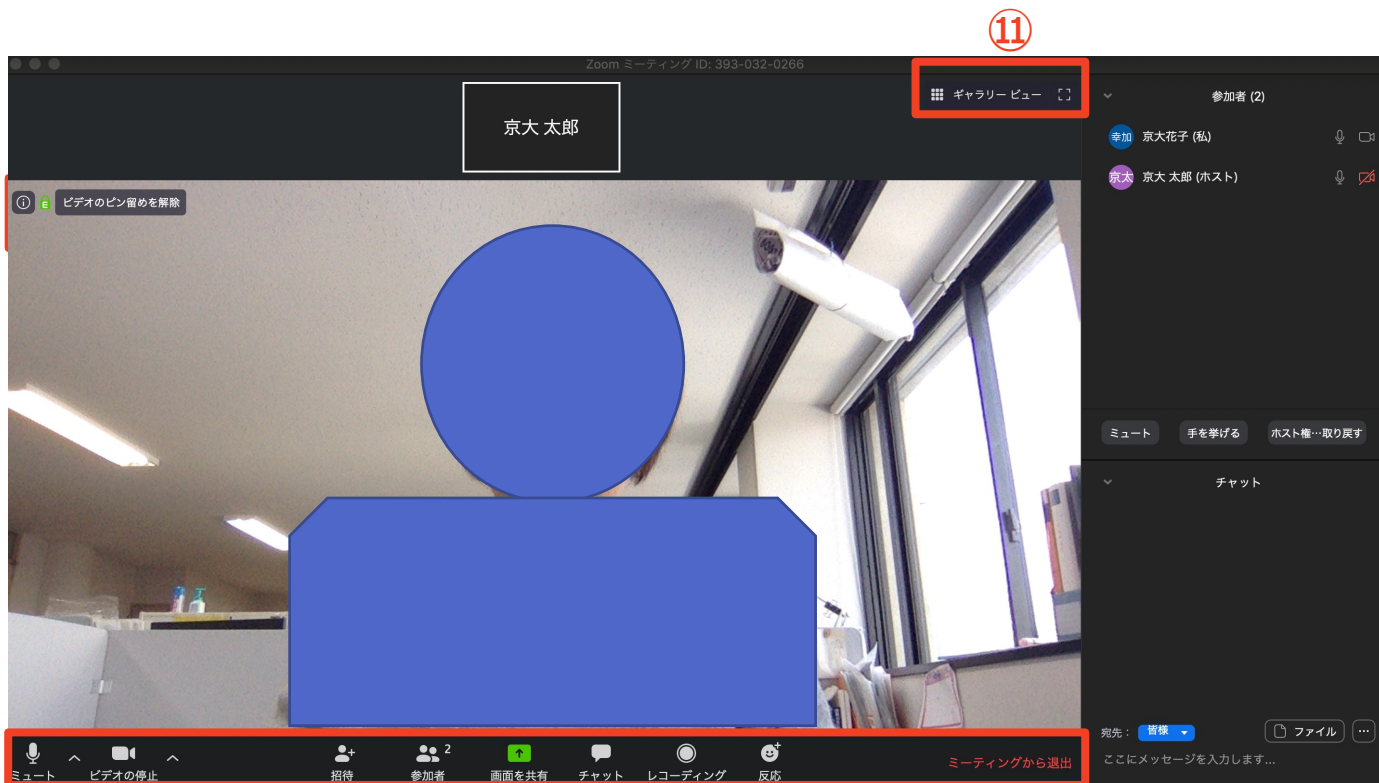 ⑪
Zoom ミーティング ID: 393-032-0266
ギャラリー ビュー
京大 太郎
ビデオのピン留めを解除
参加者 (2)
幸加 京大花子 (私)
京太 京大 太郎 (ホスト)
ミュート 手を挙げる ホスト権…取り戻す
チャット
宛先： 皆様 ファイル
ここにメッセージを入力します...
2
ミュート ビデオの停止 招待 参加者 画面を共有 チャット レコーディング 反応 ミーティングから退出